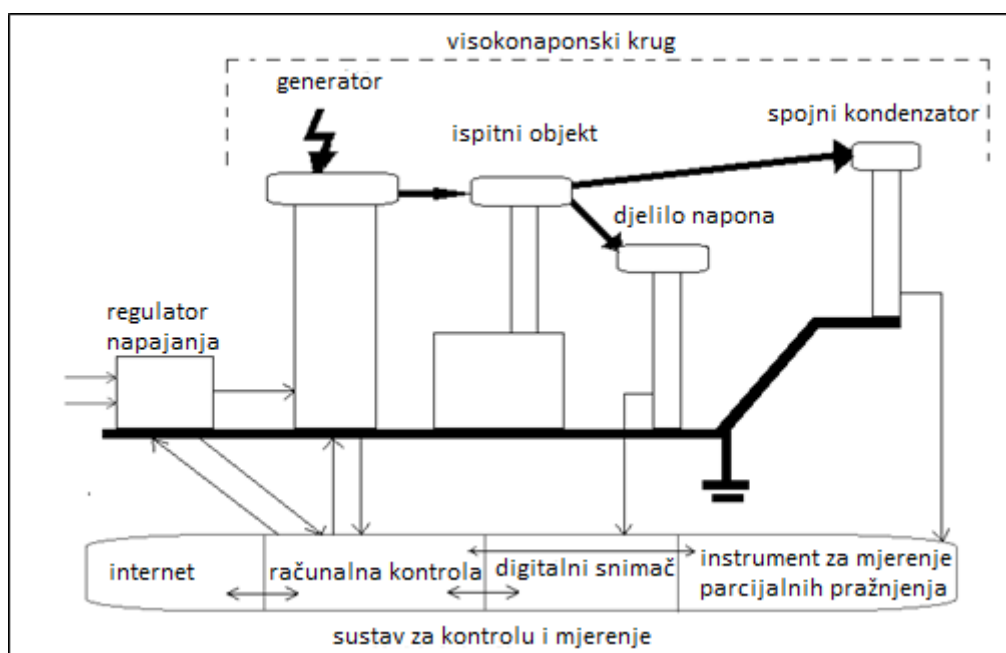 visokonaponski krug
generator
spojni kondenzator
ispitni objekt
djelilo napona
regulator
napajanja
internet
računalna kontrola
digitalni snimač
instrument za mjerenje
parcijalnih pražnjenja
sustav za kontrolu i mjerenje